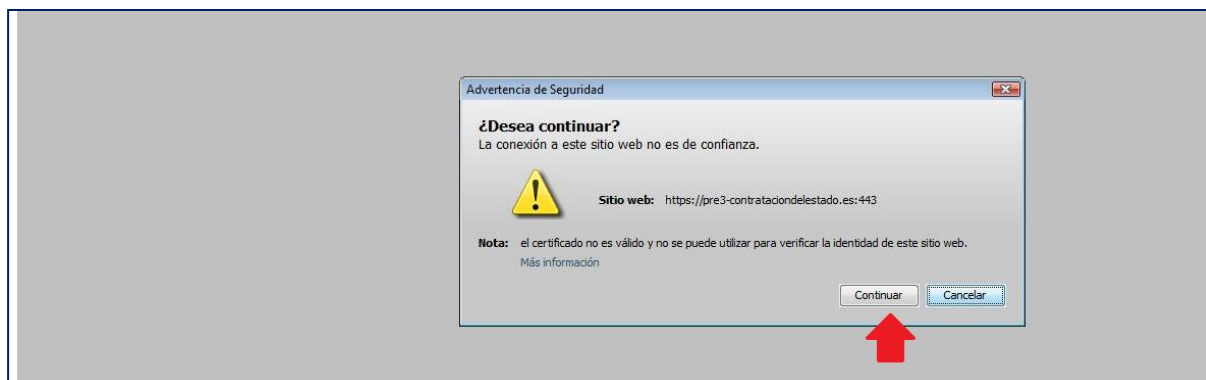 Advertencia de Seguridad
¿Desea continuar?
La conexión a este sitio web no es de confianza.
Sitio web: https://pre3-contrataciondelestado.es:443
Nota: el certificado no es válido y no se puede utilizar para verificar la identidad de este sitio web.
Más información
Continuar Cancelar